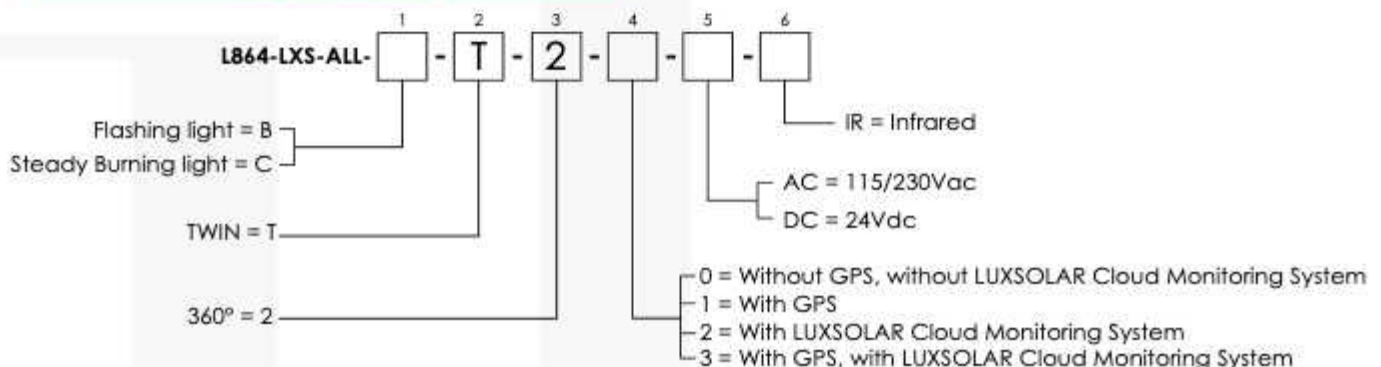 1 2 3 4 5 6
L864-LXS-ALL- - T - 2 - - -
Flashing light = B
Steady Burning light = C
IR = Infrared
AC = 115/230Vac
DC = 24Vdc
TWIN = T
360° = 2
0 = Without GPS, without LUXSOLAR Cloud Monitoring System
1 = With GPS
2 = With LUXSOLAR Cloud Monitoring System
3 = With GPS, with LUXSOLAR Cloud Monitoring System